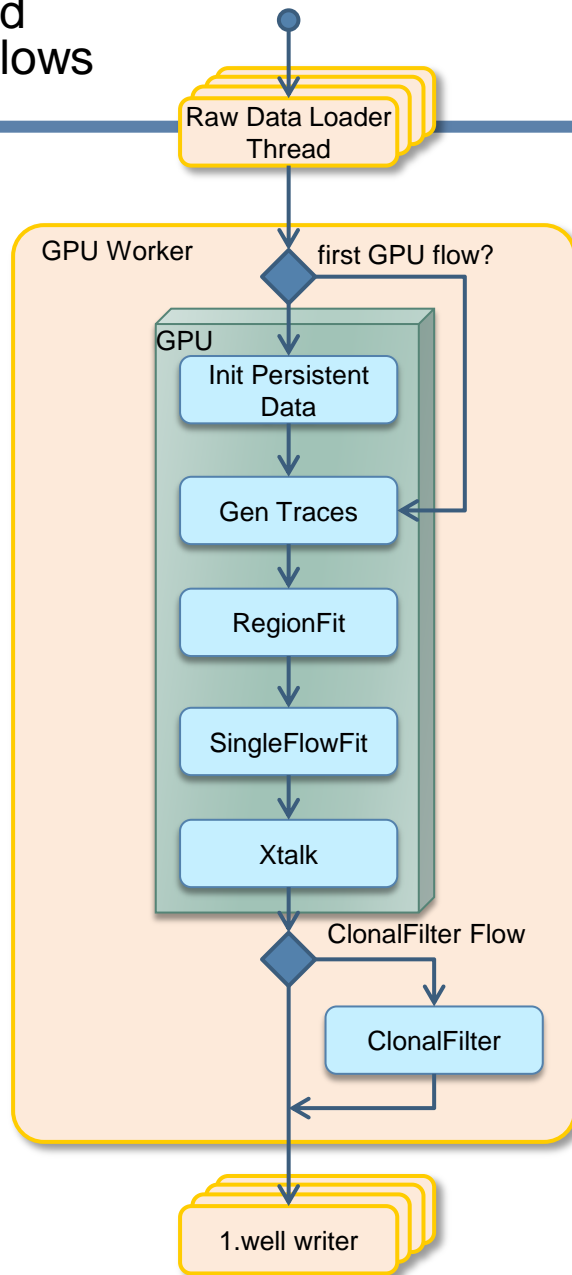 d
lows
Raw Data Loader
Thread
GPU Worker
first GPU flow?
GPU
Init Persistent
Data
Gen Traces
RegionFit
SingleFlowFit
Xtalk
ClonalFilter Flow
ClonalFilter
1.well writer